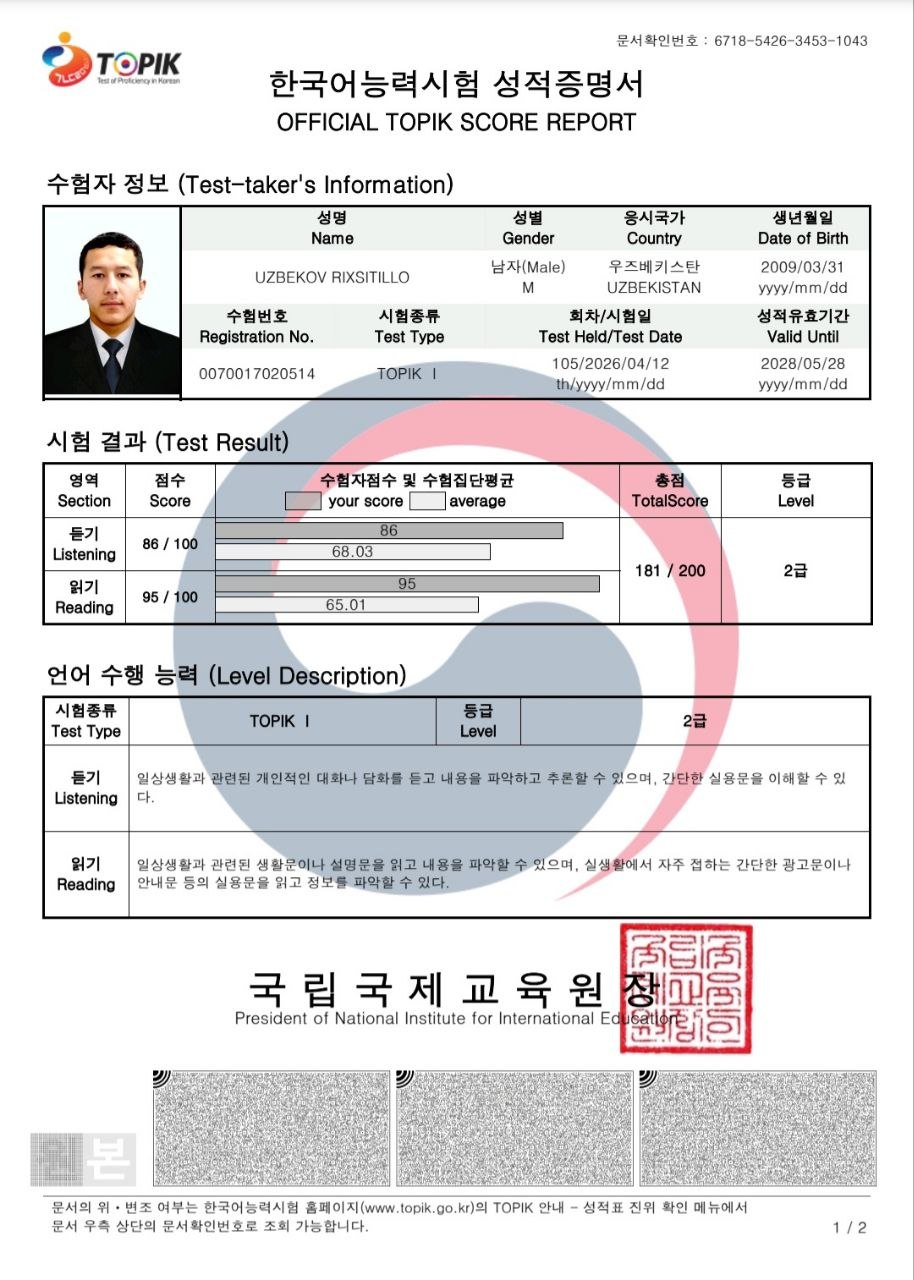 문서확인번호 : 6718-5426-3453-1043
TOPIK
Test of Proficiency in Korean
한국어능력시험 성적증명서
OFFICIAL TOPIK SCORE REPORT
수험자 정보 (Test-taker's Information)
성명 성별 응시국가 생년월일
Name Gender Country Date of Birth
UZBEKOV RIXSITILLO 남자(Male) 우즈베키스탄 2009/03/31
M UZBEKISTAN yyyy/mm/dd
수험번호 시험종류 회차/시험일 성적유효기간
Registration No. Test Type Test Held/Test Date Valid Until
0070017020514 TOPIK Ⅰ 105/2026/04/12 2028/05/28
th/yyyy/mm/dd yyyy/mm/dd
시험 결과 (Test Result)
영역 점수 수험자점수 및 수험집단평균 총점 등급
Section Score your score average TotalScore Level
듣기 86 / 100 86
Listening 68.03
181 / 200 2급
읽기 95 / 100 95
Reading 65.01
언어 수행 능력 (Level Description)
시험종류 TOPIK Ⅰ 등급 2급
Test Type Level
듣기 일상생활과 관련된 개인적인 대화나 담화를 듣고 내용을 파악하고 추론할 수 있으며, 간단한 실용문을 이해할 수 있
Listening 다.
읽기 일상생활과 관련된 생활문이나 설명문을 읽고 내용을 파악할 수 있으며, 실생활에서 자주 접하는 간단한 광고문이나
Reading 안내문 등의 실용문을 읽고 정보를 파악할 수 있다.
국립국제교육원장
President of National Institute for International Education
본
문서의 위・변조 여부는 한국어능력시험 홈페이지(www.topik.go.kr)의 TOPIK 안내 - 성적표 진위 확인 메뉴에서
문서 우측 상단의 문서확인번호로 조회 가능합니다.
1 / 2